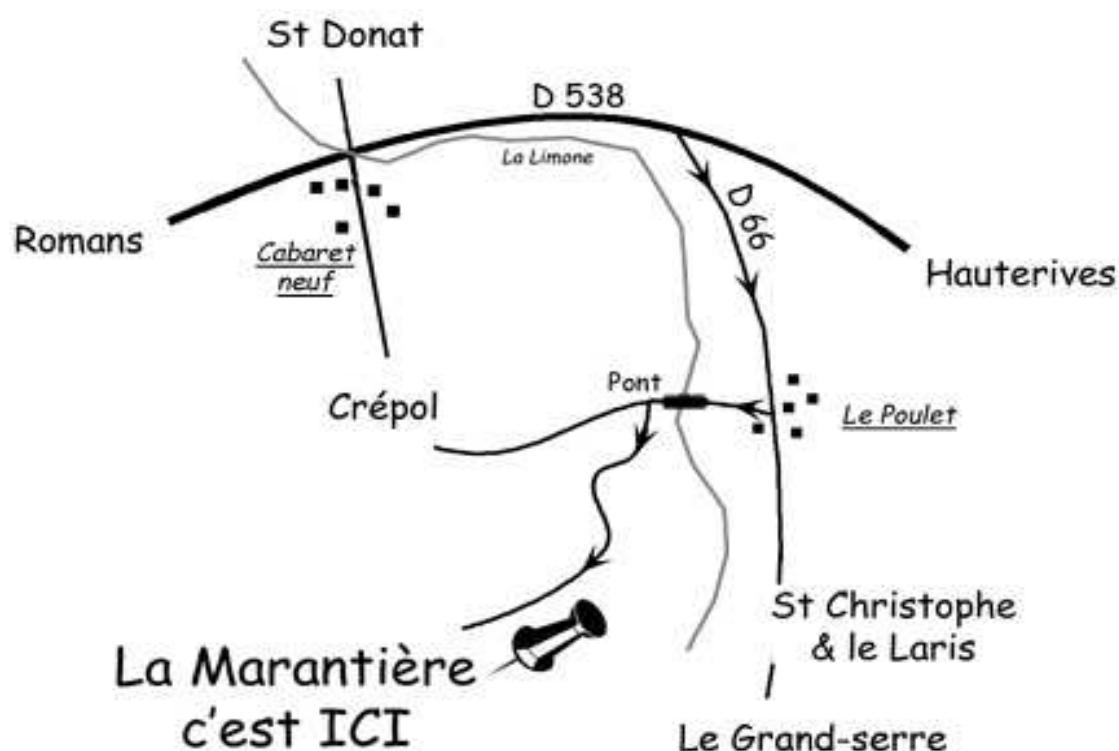 St Donat
D 538
La Limone
D 66
Romans
Cabaret
neuf
Hauterives
Pont
Crépol
Le Poulet
St Christophe
& le Laris
La Marantière
c'est ICI
Le Grand-serre